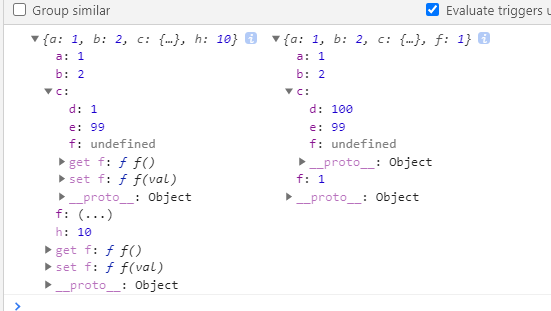 Group similar Evaluate triggers u
▼{a: 1, b: 2, c: {…}, h: 10} i ▼{a: 1, b: 2, c: {…}, f: 1} i
a: 1 a: 1
b: 2 b: 2
▼c: ▼c:
d: 1 d: 100
e: 99 e: 99
f: undefined f: undefined
▶get f: ƒ ƒ() ▶__proto__: Object
▶set f: ƒ ƒ(val) f: 1
▶__proto__: Object ▶__proto__: Object
f: (...)
h: 10
▶get f: ƒ ƒ()
▶set f: ƒ ƒ(val)
▶__proto__: Object
>